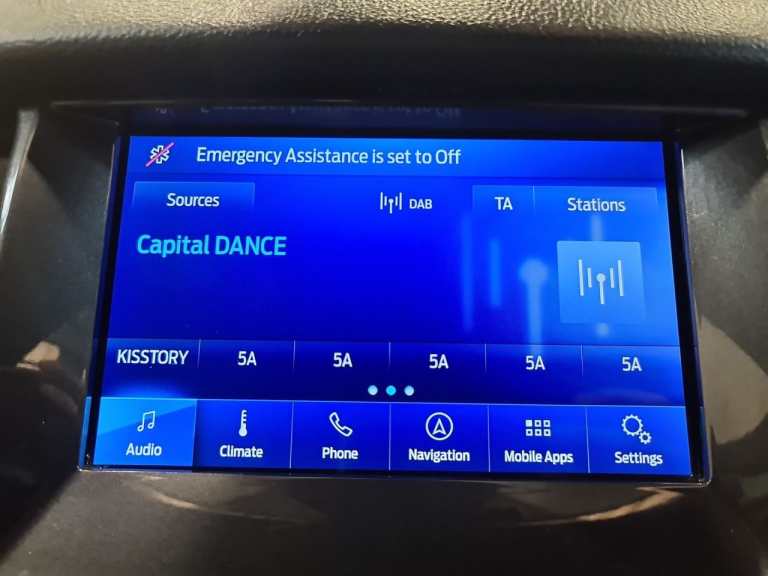 Emergency Assistance is set to Off
Sources DAB TA Stations
Capital DANCE
KISSTORY 5A 5A 5A 5A 5A
Audio Climate Phone Navigation Mobile Apps Settings